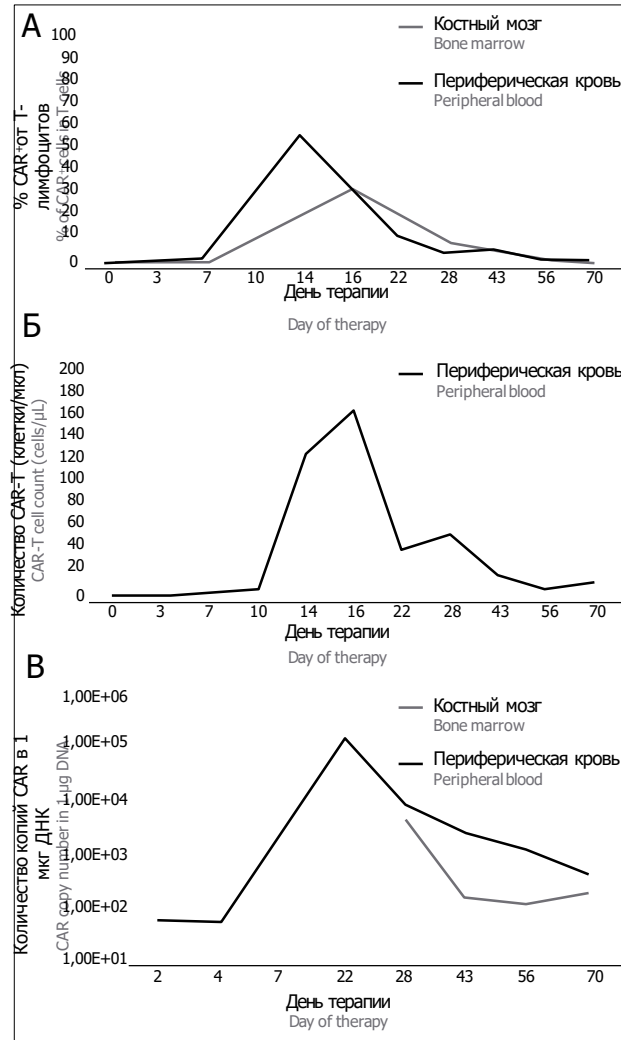 А
Костный мозг
Bone marrow
Периферическая кровь
Peripheral blood
% CAR+от Т-
лимфоцитов
% of CAR+cells in T-cells
100
90
80
70
60
50
40
30
20
10
0
0 3 7 10 14 16 22 28 43 56 70
День терапии
Day of therapy
Б
Периферическая кровь
Peripheral blood
Количество CAR-T (клетки/мкл)
CAR-T cell count (cells/µL)
200
180
160
140
120
100
80
60
40
20
0
0 3 7 10 14 16 22 28 43 56 70
День терапии
Day of therapy
В
Костный мозг
Bone marrow
Периферическая кровь
Peripheral blood
Количество копий CAR в 1
мкг ДНК
CAR copy number in 1 µg DNA
1,00E+06
1,00E+05
1,00E+04
1,00E+03
1,00E+02
1,00E+01
2 4 7 22 28 43 56 70
День терапии
Day of therapy